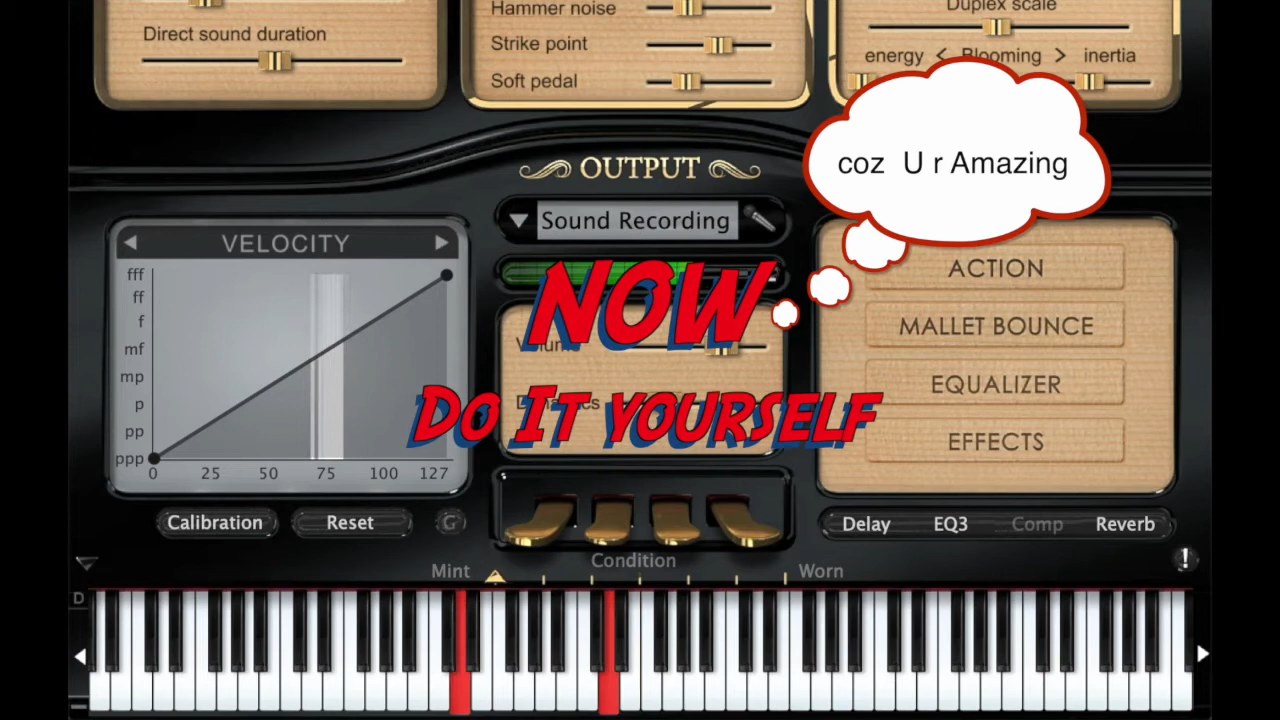 Hammer noise
Duplex scale
Direct sound duration
Strike point
energy < Blooming > inertia
Soft pedal
coz U r Amazing
OUTPUT
Sound Recording
VELOCITY
fff
ff
f
mf
mp
p
pp
ppp
0 25 50 75 100 127
NOW
Volume
Do It yourself
Dynamics
ACTION
MALLET BOUNCE
EQUALIZER
EFFECTS
Calibration Reset G
Delay EQ3 Comp Reverb
Mint Condition Worn
!
D